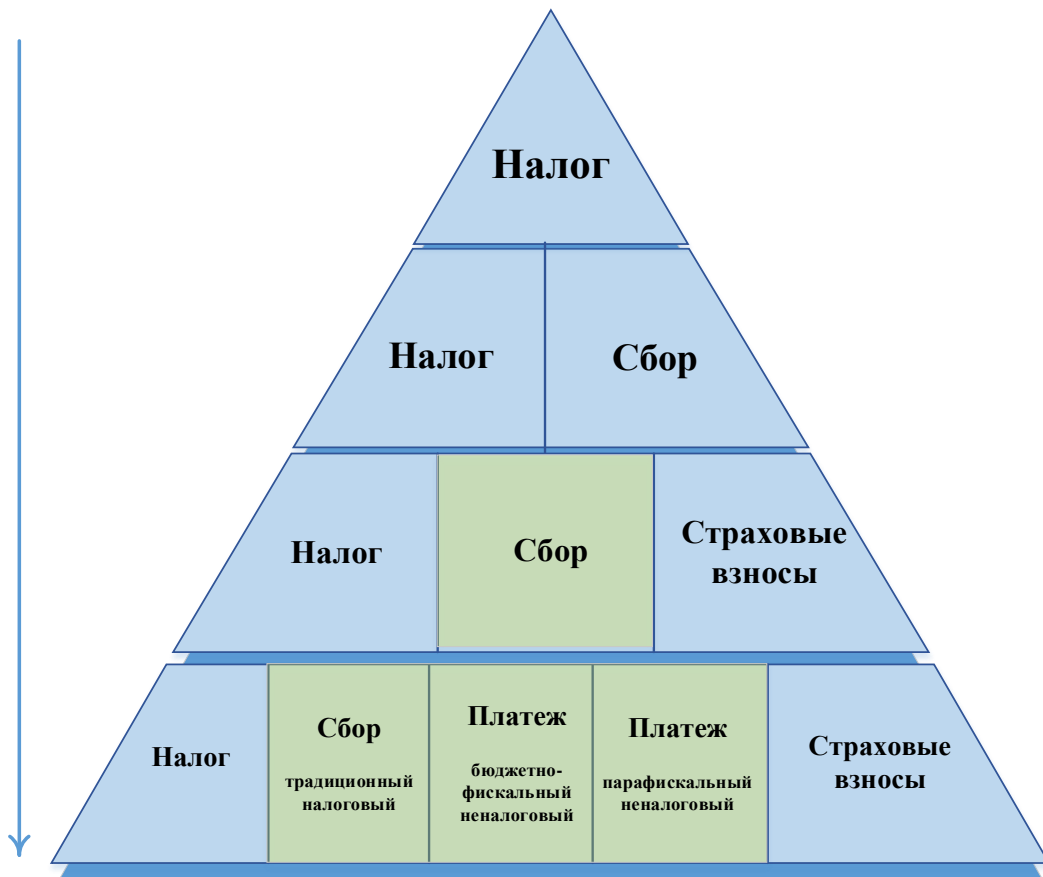 Налог
Налог
Сбор
Налог
Сбор
Страховые
взносы
Налог
Сбор
традиционный
налоговый
Платеж
бюджетно-
фискальный
неналоговый
Платеж
парафискальный
неналоговый
Страховые
взносы